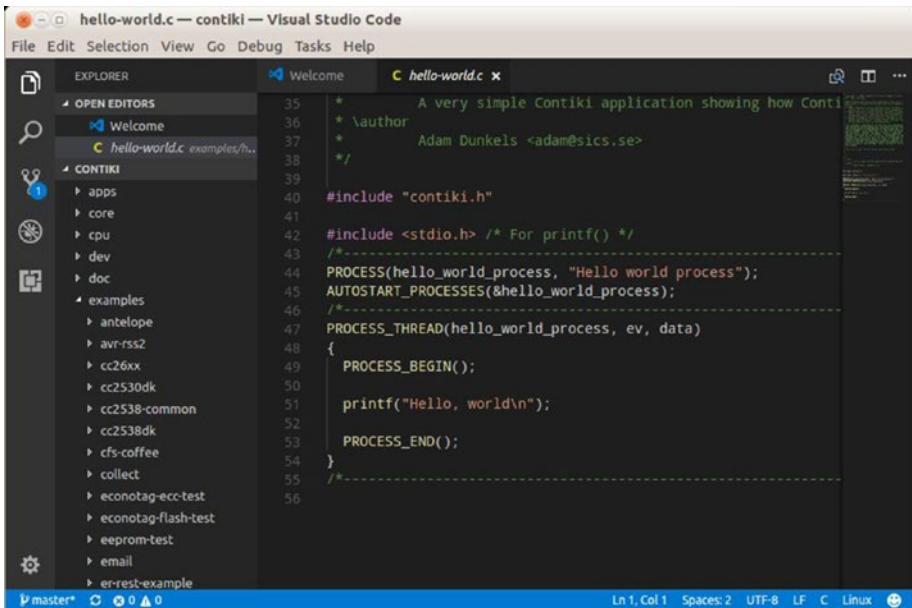 hello-world.c — contiki — Visual Studio Code
File Edit Selection View Go Debug Tasks Help
EXPLORER
OPEN EDITORS
Welcome
C hello-world.c examples/h..
CONTIKI
apps
core
cpu
dev
doc
examples
antelope
avr-rss2
cc26xx
cc2530dk
cc2538-common
cc2538dk
cfs-coffee
collect
econotag-ecc-test
econotag-flash-test
eeprom-test
email
er-rest-example
1
Welcome C hello-world.c ×
35 * A very simple Contiki application showing how Conti
36 * \author
37 * Adam Dunkels <adam@sics.se>
38 */
39
40 #include "contiki.h"
41
42 #include <stdio.h> /* For printf() */
43 /*---------------------------------------------------------------
44 PROCESS(hello_world_process, "Hello world process");
45 AUTOSTART_PROCESSES(&hello_world_process);
46 /*---------------------------------------------------------------
47 PROCESS_THREAD(hello_world_process, ev, data)
48 {
49 PROCESS_BEGIN();
50
51 printf("Hello, world\n");
52
53 PROCESS_END();
54 }
55 /*---------------------------------------------------------------
56
master* 0 0 Ln 1, Col 1 Spaces: 2 UTF-8 LF C Linux